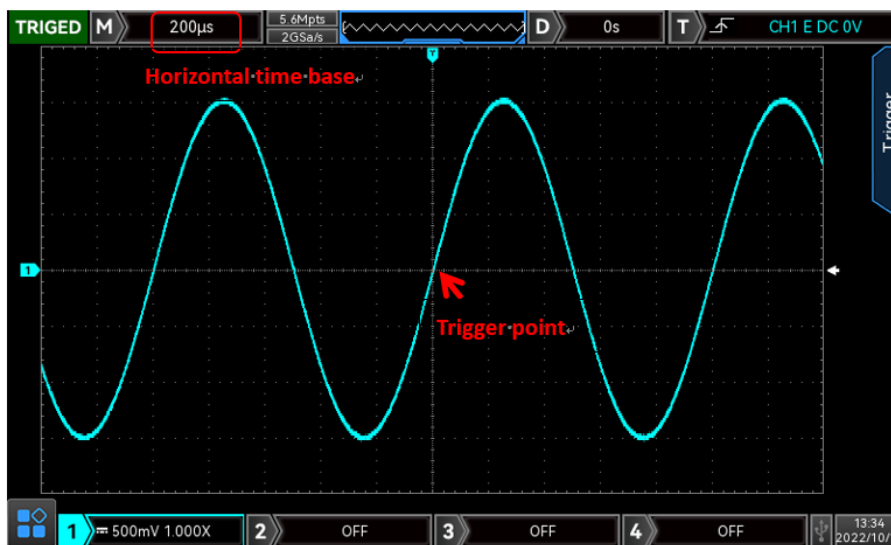 TRIGED M 200µs 5.6Mpts D 0s T CH1 E DC 0V
2GSa/s
T
Horizontal·time·base↵
Trigger
1
Trigger·point↵
1 500mV 1.000X 2 OFF 3 OFF 4 OFF 13:34
2022/10/